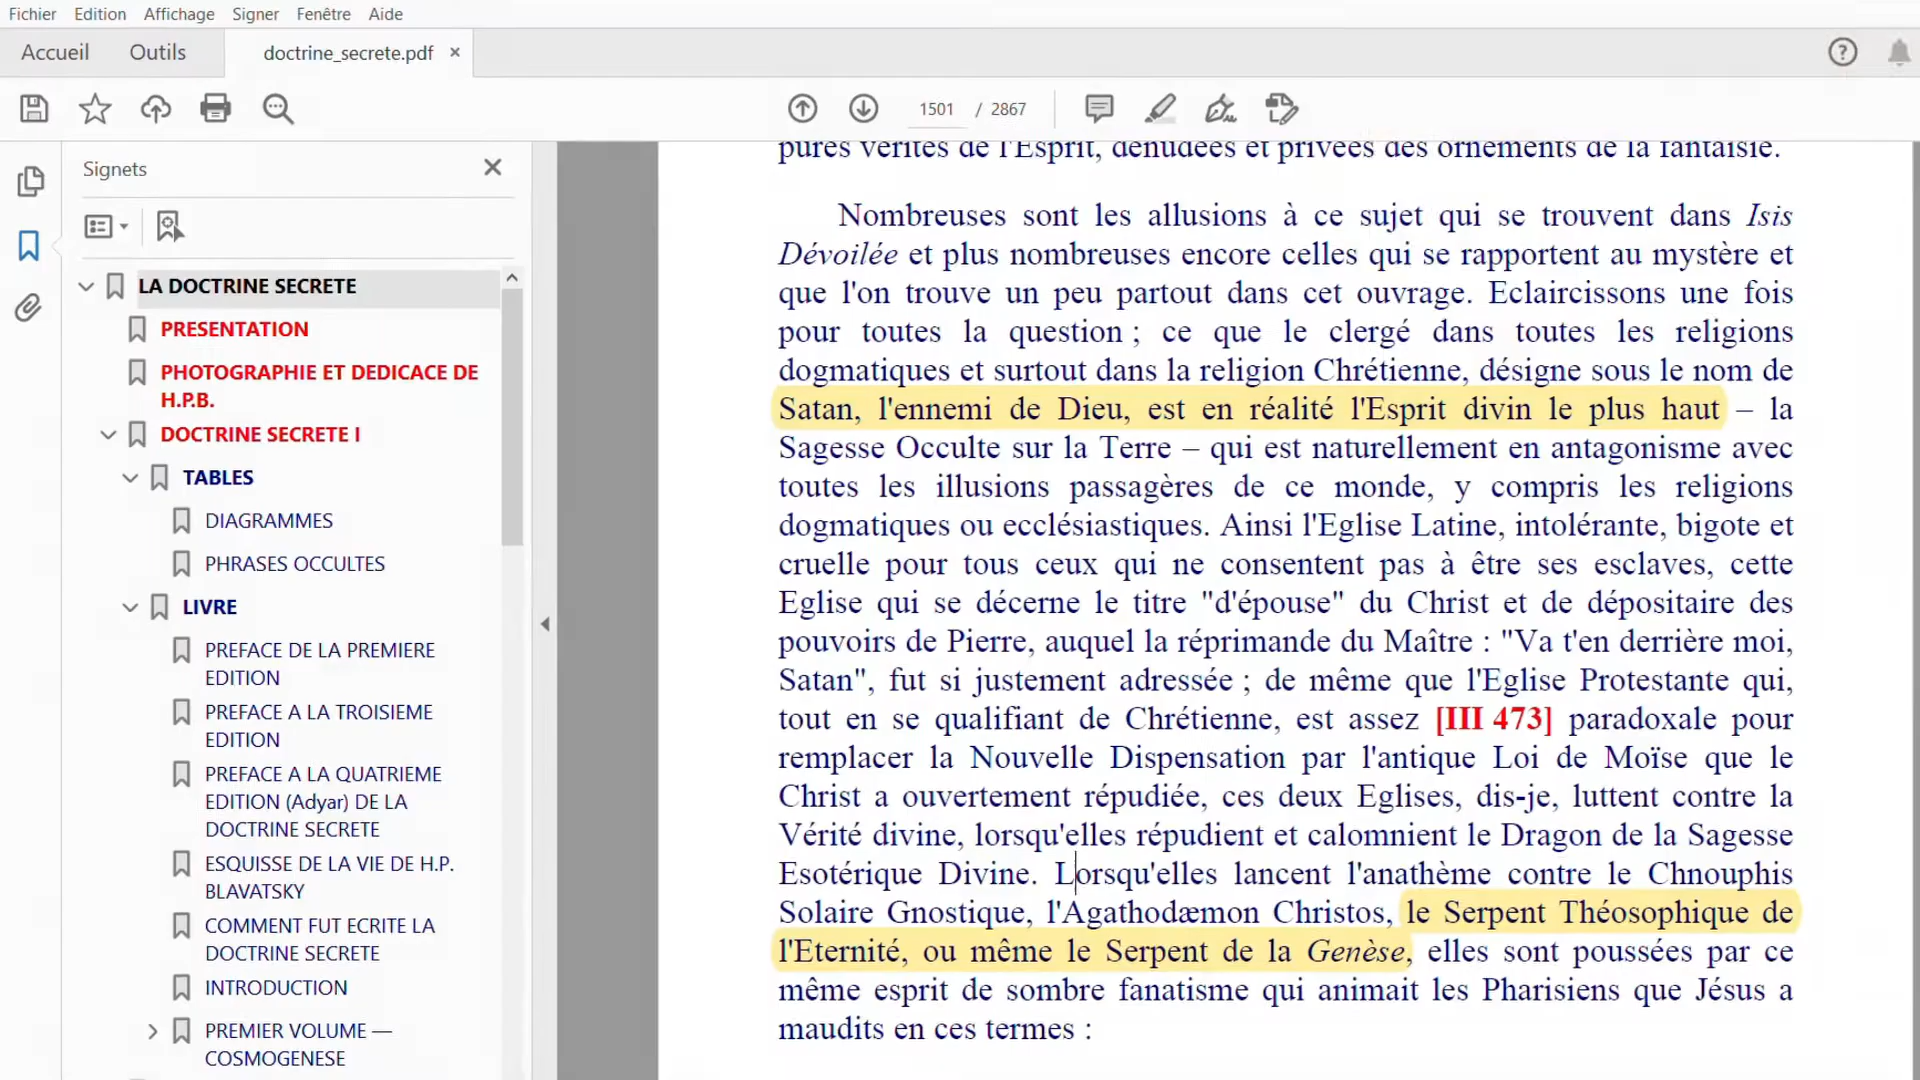 Fichier Edition Affichage Signer Fenêtre Aide
Accueil Outils doctrine_secrete.pdf
1501 / 2867
Signets
LA DOCTRINE SECRETE
PRESENTATION
PHOTOGRAPHIE ET DEDICACE DE
H.P.B.
DOCTRINE SECRETE I
TABLES
DIAGRAMMES
PHRASES OCCULTES
LIVRE
PREFACE DE LA PREMIERE
EDITION
PREFACE A LA TROISIEME
EDITION
PREFACE A LA QUATRIEME
EDITION (Adyar) DE LA
DOCTRINE SECRETE
ESQUISSE DE LA VIE DE H.P.
BLAVATSKY
COMMENT FUT ECRITE LA
DOCTRINE SECRETE
INTRODUCTION
PREMIER VOLUME —
COSMOGENESE
pures vérités de l'Esprit, dénudées et privées des ornements de la fantaisie.
Nombreuses sont les allusions à ce sujet qui se trouvent dans Isis
Dévoilée et plus nombreuses encore celles qui se rapportent au mystère et
que l'on trouve un peu partout dans cet ouvrage. Eclaircissons une fois
pour toutes la question ; ce que le clergé dans toutes les religions
dogmatiques et surtout dans la religion Chrétienne, désigne sous le nom de
Satan, l'ennemi de Dieu, est en réalité l'Esprit divin le plus haut – la
Sagesse Occulte sur la Terre – qui est naturellement en antagonisme avec
toutes les illusions passagères de ce monde, y compris les religions
dogmatiques ou ecclésiastiques. Ainsi l'Eglise Latine, intolérante, bigote et
cruelle pour tous ceux qui ne consentent pas à être ses esclaves, cette
Eglise qui se décerne le titre "d'épouse" du Christ et de dépositaire des
pouvoirs de Pierre, auquel la réprimande du Maître : "Va t'en derrière moi,
Satan", fut si justement adressée ; de même que l'Eglise Protestante qui,
tout en se qualifiant de Chrétienne, est assez [III 473] paradoxale pour
remplacer la Nouvelle Dispensation par l'antique Loi de Moïse que le
Christ a ouvertement répudiée, ces deux Eglises, dis-je, luttent contre la
Vérité divine, lorsqu'elles répudient et calomnient le Dragon de la Sagesse
Esotérique Divine. Lorsqu'elles lancent l'anathème contre le Chnouphis
Solaire Gnostique, l'Agathodæmon Christos, le Serpent Théosophique de
l'Eternité, ou même le Serpent de la Genèse, elles sont poussées par ce
même esprit de sombre fanatisme qui animait les Pharisiens que Jésus a
maudits en ces termes :